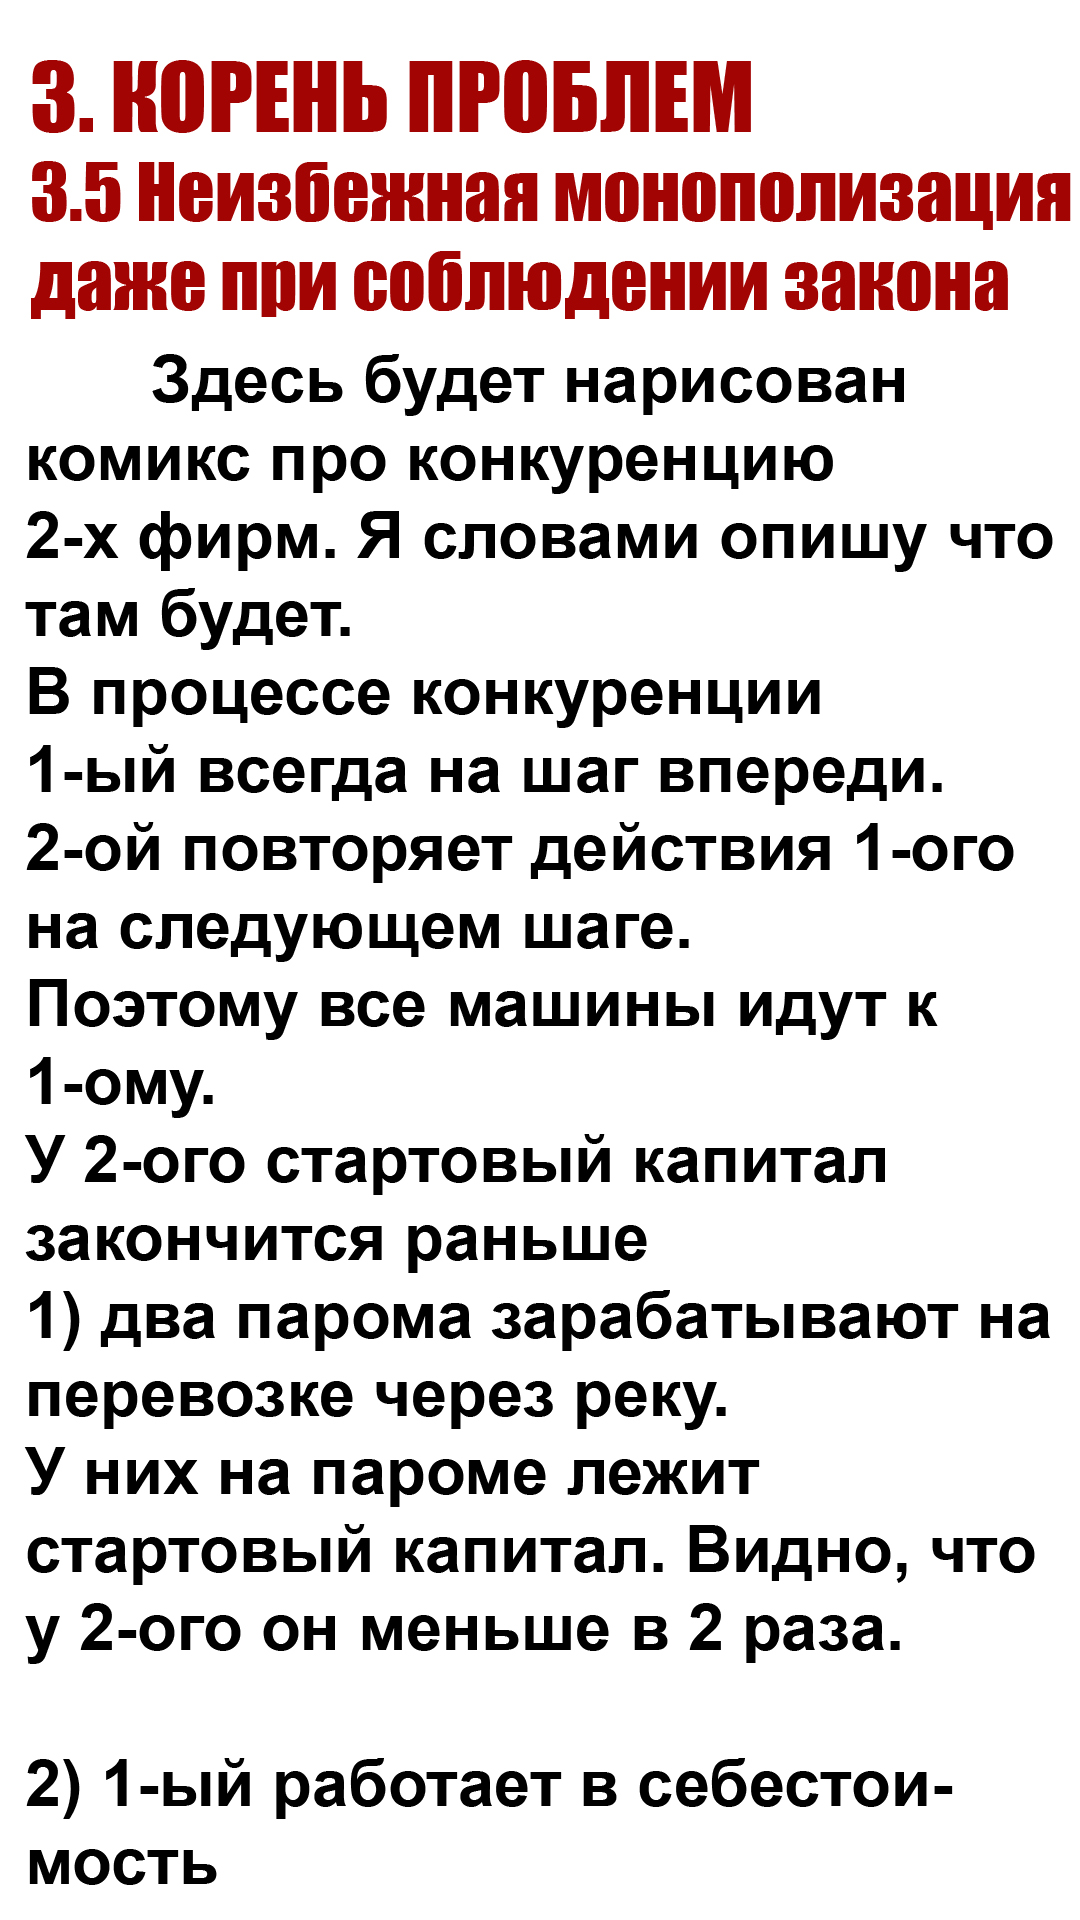 3. КОРЕНЬ ПРОБЛЕМ
3.5 Неизбежная монополизация
даже при соблюдении закона
Здесь будет нарисован
комикс про конкуренцию
2-х фирм. Я словами опишу что
там будет.
В процессе конкуренции
1-ый всегда на шаг впереди.
2-ой повторяет действия 1-ого
на следующем шаге.
Поэтому все машины идут к
1-ому.
У 2-ого стартовый капитал
закончится раньше
1) два парома зарабатывают на
перевозке через реку.
У них на пароме лежит
стартовый капитал. Видно, что
у 2-ого он меньше в 2 раза.
2) 1-ый работает в себестои-
мость